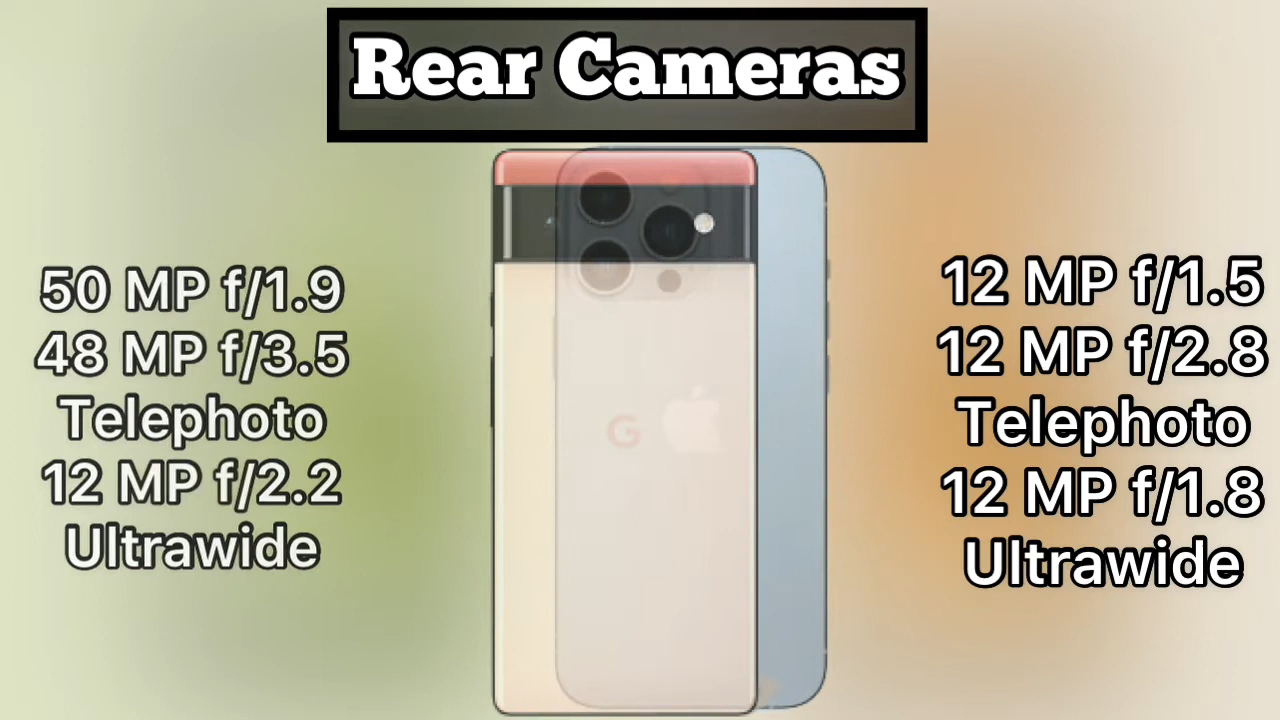 Rear Cameras
50 MP f/1.9
48 MP f/3.5
Telephoto
12 MP f/2.2
Ultrawide
G
12 MP f/1.5
12 MP f/2.8
Telephoto
12 MP f/1.8
Ultrawide